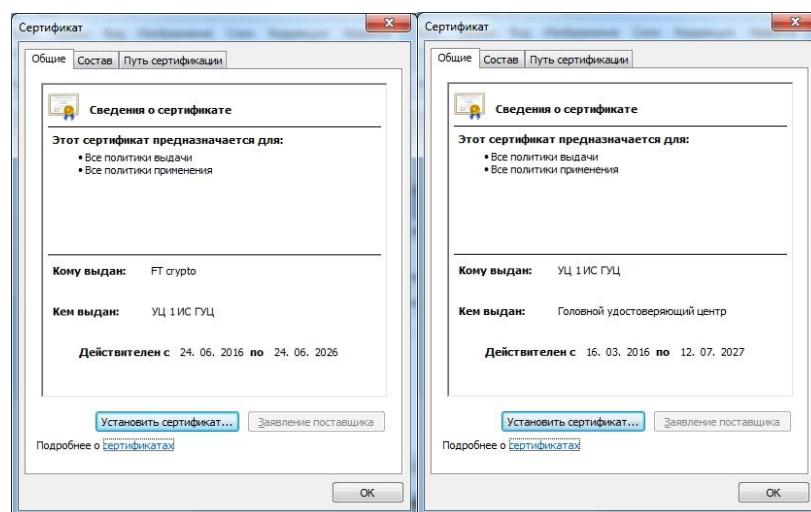 Сертификат
Общие Состав Путь сертификации
Сведения о сертификате
Этот сертификат предназначается для:
• Все политики выдачи
• Все политики применения
Кому выдан: FT crypto
Кем выдан: УЦ 1 ИС ГУЦ
Действителен с 24. 06. 2016 по 24. 06. 2026
Установить сертификат... Заявление поставщика
Подробнее о сертификатах
ОК
Сертификат
Общие Состав Путь сертификации
Сведения о сертификате
Этот сертификат предназначается для:
• Все политики выдачи
• Все политики применения
Кому выдан: УЦ 1 ИС ГУЦ
Кем выдан: Головной удостоверяющий центр
Действителен с 16. 03. 2016 по 12. 07. 2027
Установить сертификат... Заявление поставщика
Подробнее о сертификатах
ОК